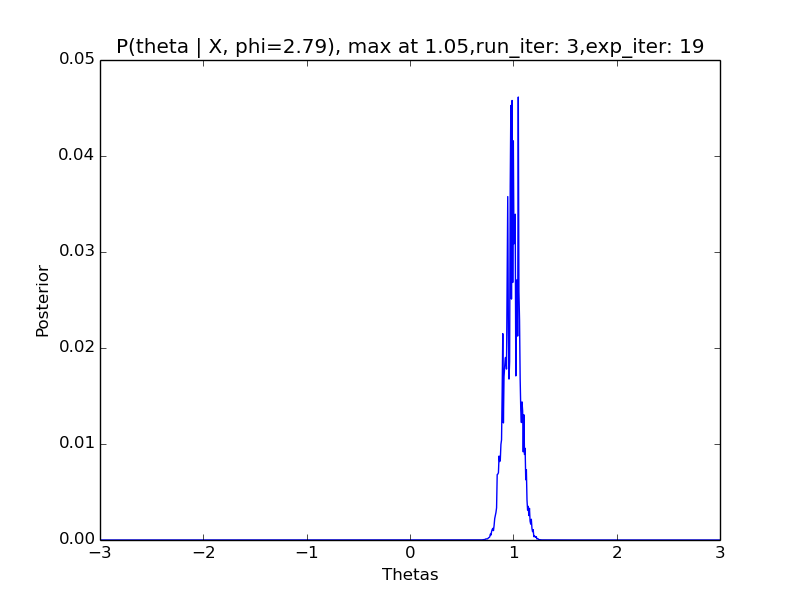 P(theta | X, phi=2.79), max at 1.05,run_iter: 3,exp_iter: 19
0.05
0.04
0.03
0.02
0.01
0.00
Posterior
−3 −2 −1 0 1 2 3
Thetas